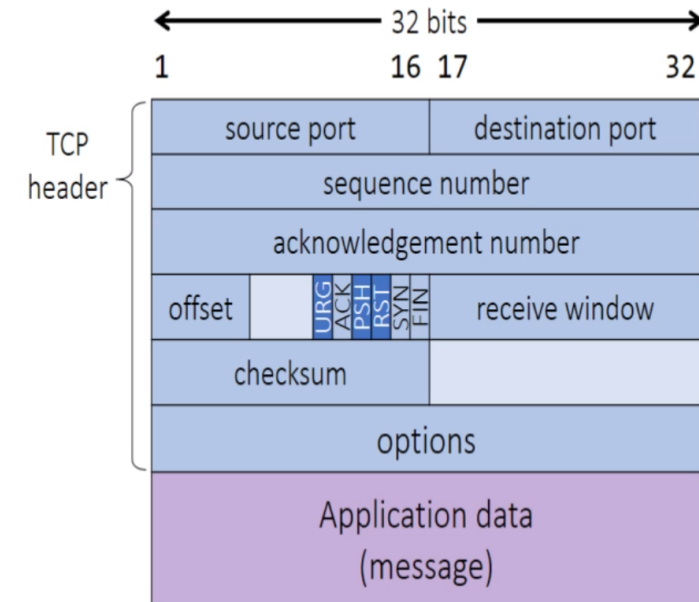 32 bits
1 16 17 32
TCP
header
source port destination port
sequence number
acknowledgement number
offset URG ACK PSH RST SYN FIN receive window
checksum
options
Application data
(message)